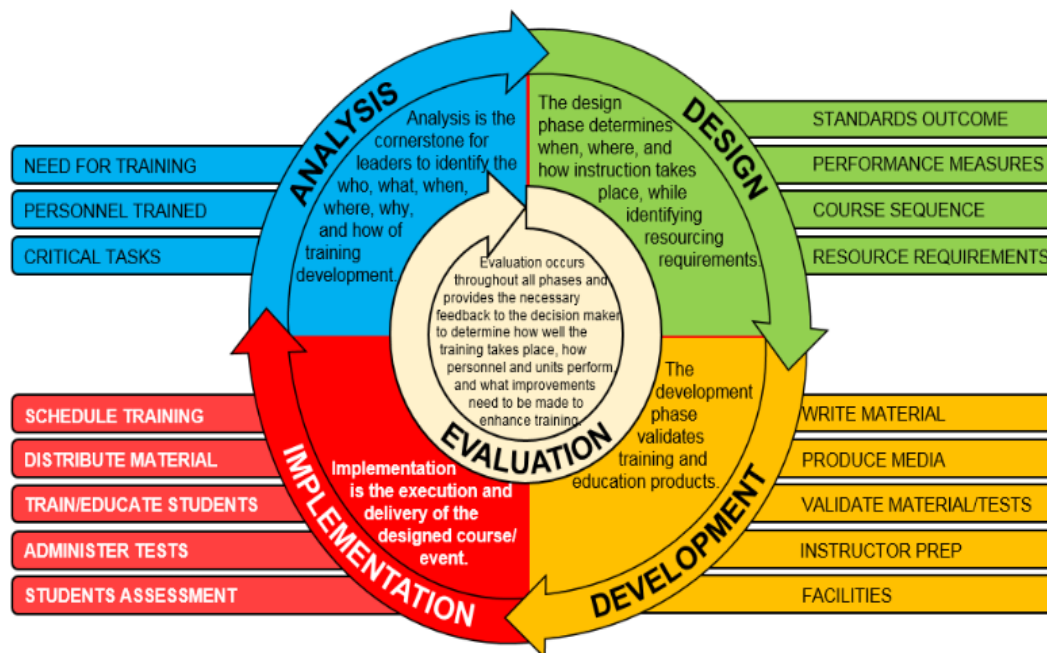 ANALYSIS
Analysis is the
cornerstone for
leaders to identify the
who, what, when,
where, why,
and how of
training
development.
NEED FOR TRAINING
PERSONNEL TRAINED
CRITICAL TASKS
DESIGN
The design
phase determines
when, where, and
how instruction takes
place, while
identifying
resourcing
requirements.
STANDARDS OUTCOME
PERFORMANCE MEASURES
COURSE SEQUENCE
RESOURCE REQUIREMENTS
DEVELOPMENT
The
development
phase
validates
training and
education products.
WRITE MATERIAL
PRODUCE MEDIA
VALIDATE MATERIAL/TESTS
INSTRUCTOR PREP
FACILITIES
IMPLEMENTATION
Implementation
is the execution and
delivery of the
designed course/
event.
SCHEDULE TRAINING
DISTRIBUTE MATERIAL
TRAIN/EDUCATE STUDENTS
ADMINISTER TESTS
STUDENTS ASSESSMENT
Evaluation occurs
throughout all phases and
provides the necessary
feedback to the decision maker
to determine how well the
training takes place, how
personnel and units perform,
and what improvements
need to be made to
enhance training.
EVALUATION